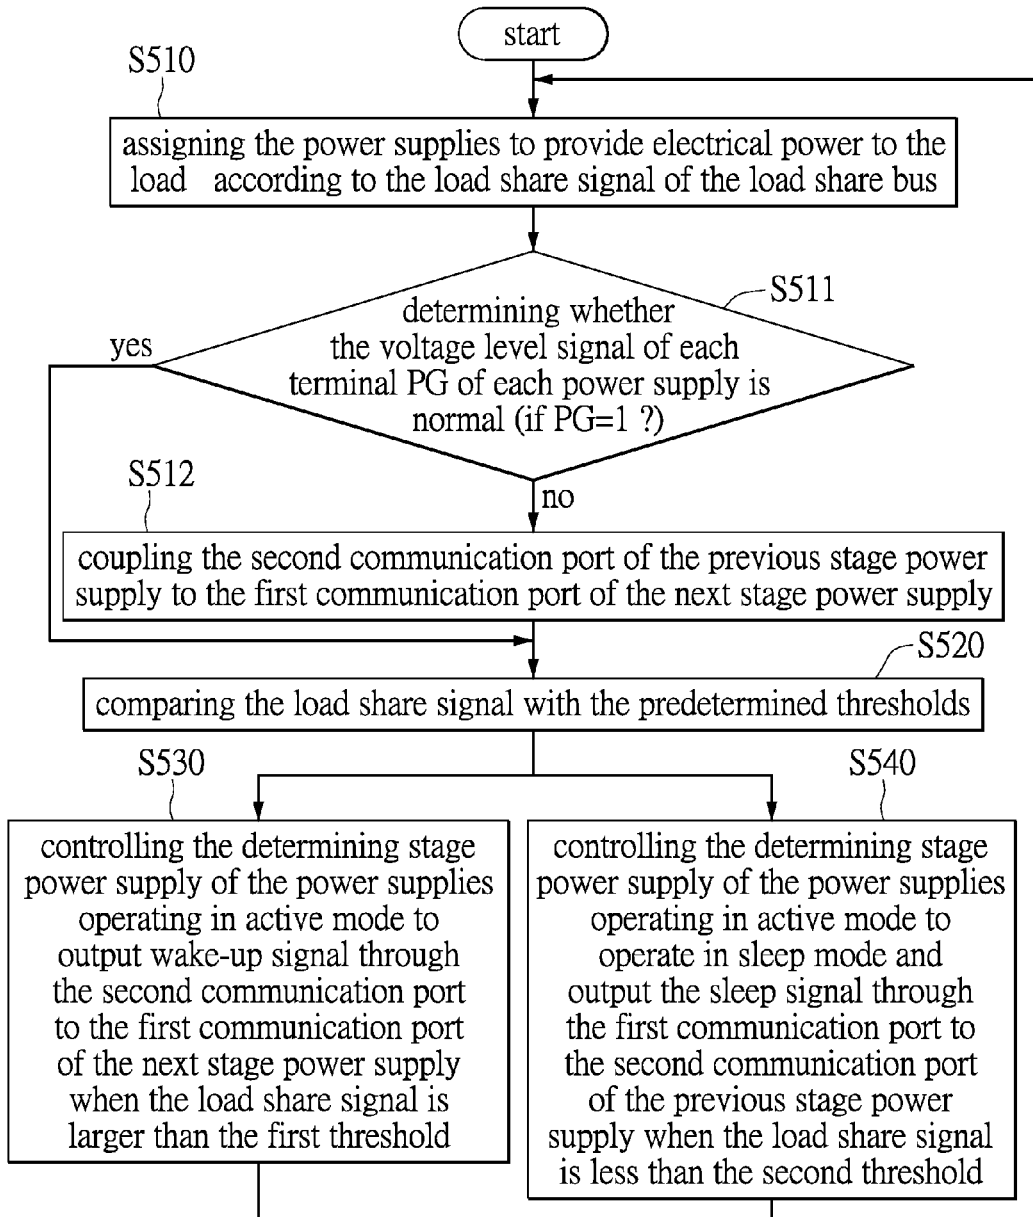 start
S510
assigning the power supplies to provide electrical power to the
load according to the load share signal of the load share bus
S511
determining whether
the voltage level signal of each
terminal PG of each power supply is
normal (if PG=1 ?)
yes
no
S512
coupling the second communication port of the previous stage power
supply to the first communication port of the next stage power supply
S520
comparing the load share signal with the predetermined thresholds
S530
controlling the determining stage
power supply of the power supplies
operating in active mode to
output wake-up signal through
the second communication port
to the first communication port
of the next stage power supply
when the load share signal is
larger than the first threshold
S540
controlling the determining stage
power supply of the power supplies
operating in active mode to
operate in sleep mode and
output the sleep signal through
the first communication port to
the second communication port
of the previous stage power
supply when the load share signal
is less than the second threshold